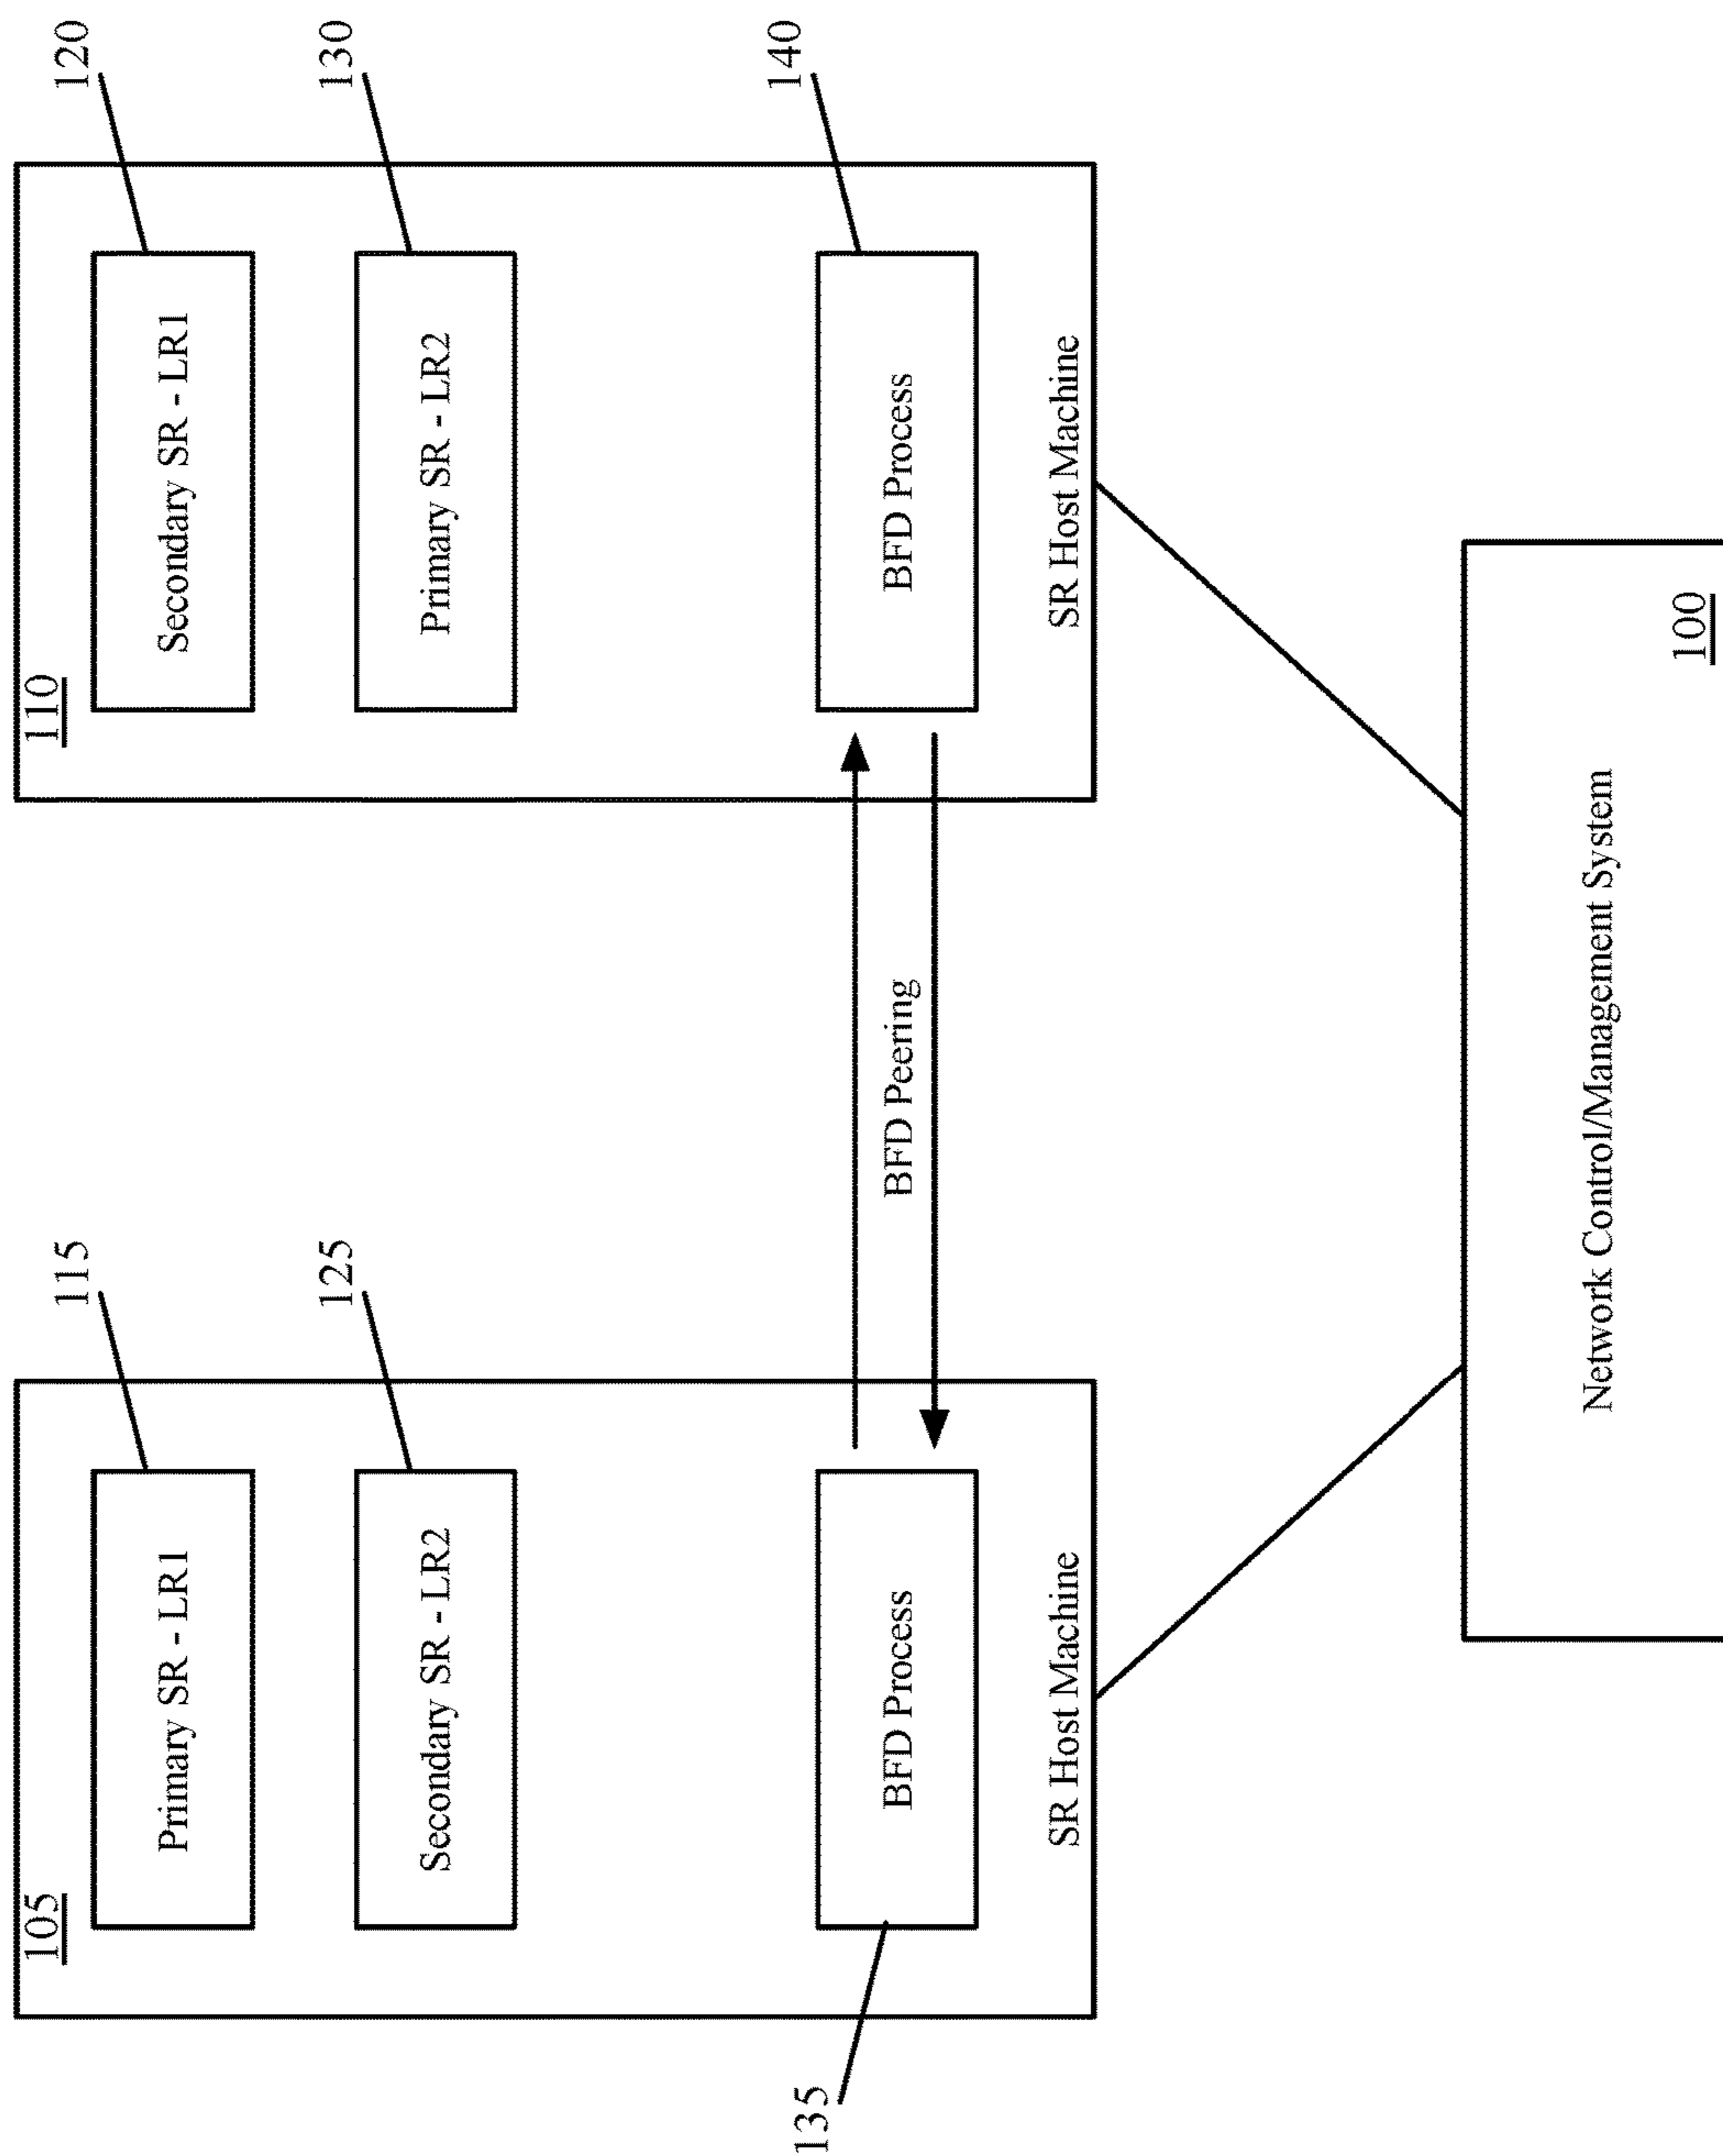 105
115
Primary SR - LR1
125
Secondary SR - LR2
135
BFD Process
SR Host Machine
BFD Peering
110
120
Secondary SR - LR1
130
Primary SR - LR2
140
BFD Process
SR Host Machine
Network Control/Management System
100